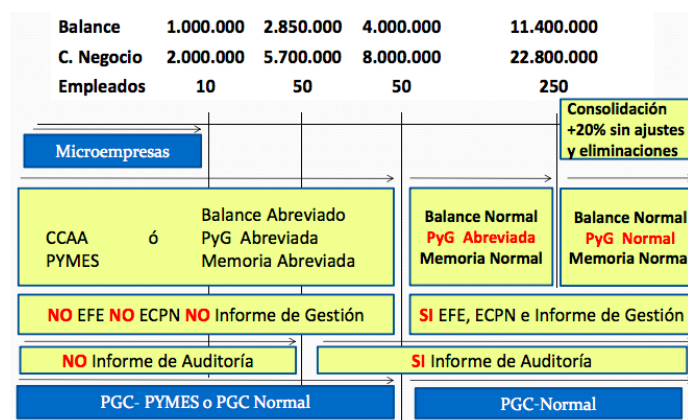 Balance 1.000.000 2.850.000 4.000.000 11.400.000
C. Negocio 2.000.000 5.700.000 8.000.000 22.800.000
Empleados 10 50 50 250
Consolidación
+20% sin ajustes
y eliminaciones
Microempresas
Balance Abreviado
CCAA ó PyG Abreviada
PYMES Memoria Abreviada
Balance Normal
PyG Abreviada
Memoria Normal
Balance Normal
PyG Normal
Memoria Norma
NO EFE NO ECPN NO Informe de Gestión
SI EFE, ECPN e Informe de Gestión
NO Informe de Auditoría
SI Informe de Auditoría
PGC- PYMES o PGC Normal
PGC-Normal